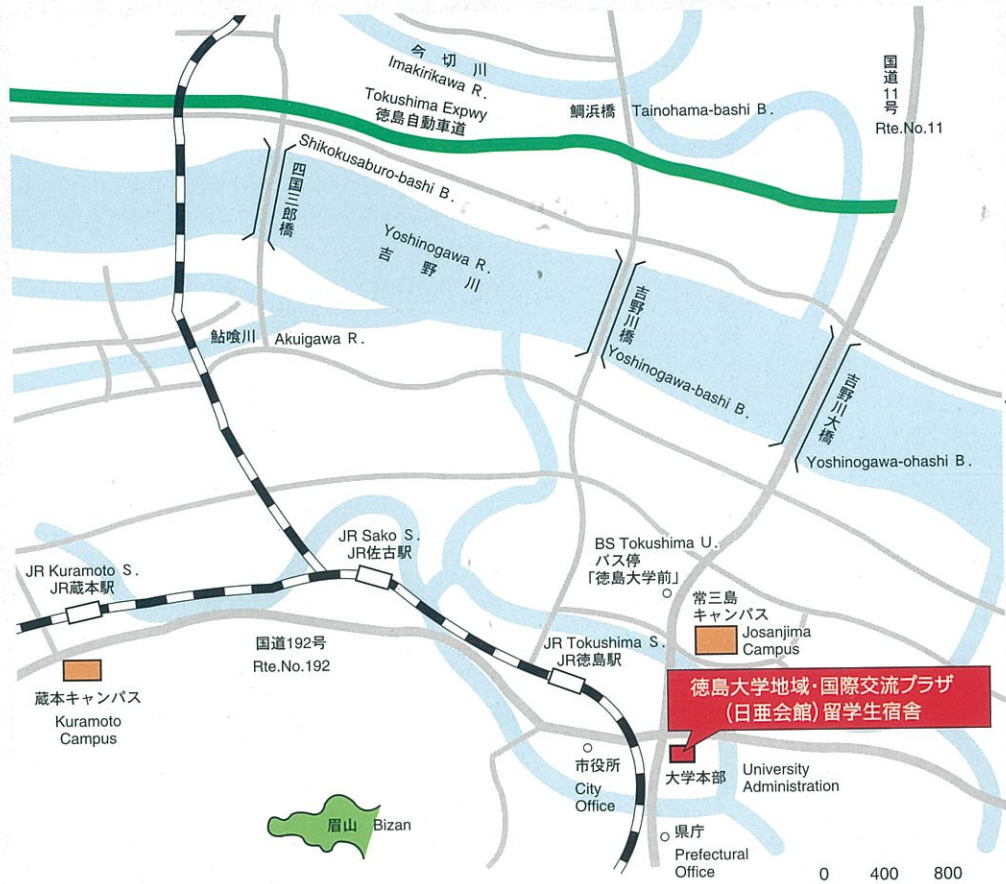 今切川
Imakirikawa R.
Tokushima Expwy
徳島自動車道
鯛浜橋 Tainohama-bashi B.
国道
11号
Rte.No.11
Shikokusaburo-bashi B.
四国三郎橋
Yoshinogawa R.
吉野川
吉野川橋
Yoshinogawa-bashi B.
吉野川大橋
Yoshinogawa-ohashi B.
鮎喰川 Akuigawa R.
JR Kuramoto S.
JR蔵本駅
JR Sako S.
JR佐古駅
BS Tokushima U.
バス停
「徳島大学前」
常三島
キャンパス
Josanjima
Campus
国道192号
Rte.No.192
JR Tokushima S.
JR徳島駅
蔵本キャンパス
Kuramoto
Campus
徳島大学地域・国際交流プラザ
(日亜会館)留学生宿舎
市役所
City
Office
大学本部
University
Administration
眉山 Bizan
県庁
Prefectural
Office
0 400 800